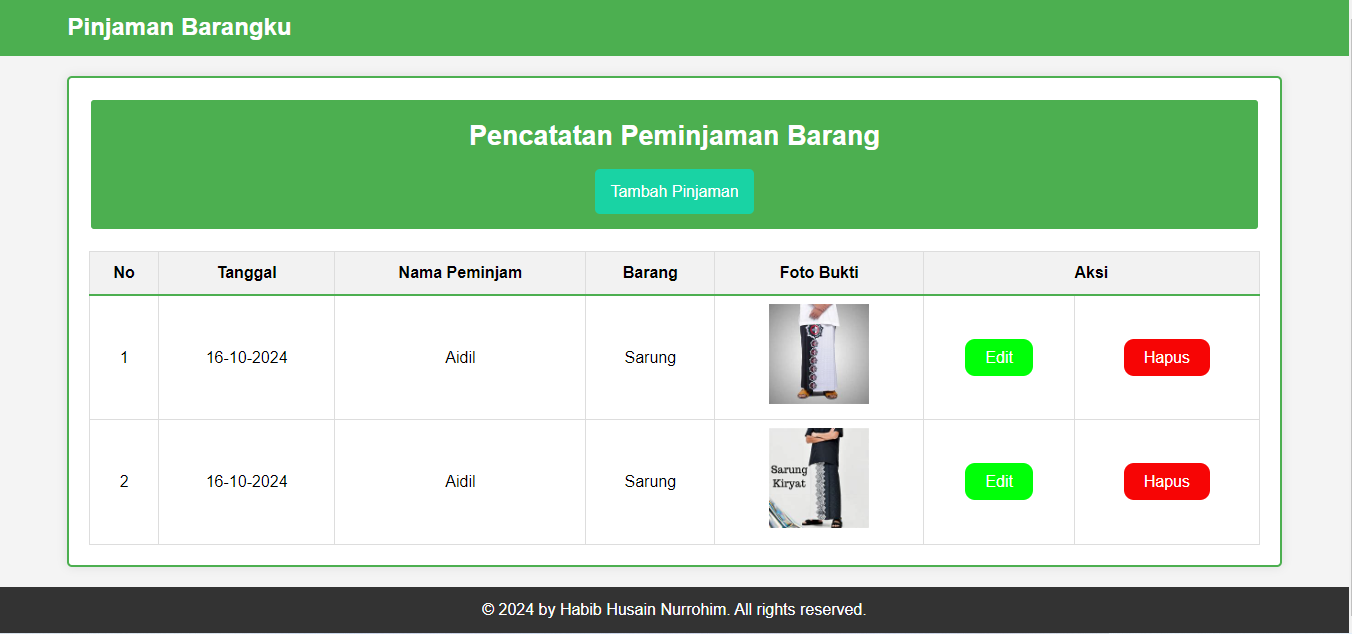 Pinjaman Barangku
Pencatatan Peminjaman Barang
Tambah Pinjaman
No Tanggal Nama Peminjam Barang Foto Bukti Aksi
1 16-10-2024 Aidil Sarung Edit Hapus
2 16-10-2024 Aidil Sarung Sarung Kiryat Edit Hapus
© 2024 by Habib Husain Nurrohim. All rights reserved.